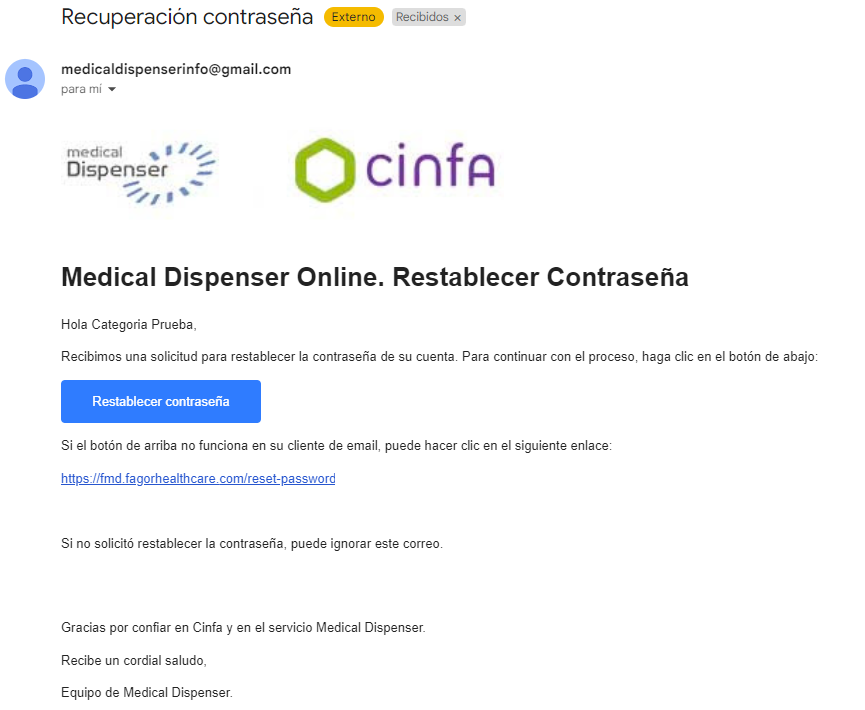 Recuperación contraseña Externo Recibidos ×
medicaldispenserinfo@gmail.com
para mí
medical
Dispenser
cinfa
Medical Dispenser Online. Restablecer Contraseña
Hola Categoria Prueba,
Recibimos una solicitud para restablecer la contraseña de su cuenta. Para continuar con el proceso, haga clic en el botón de abajo:
Restablecer contraseña
Si el botón de arriba no funciona en su cliente de email, puede hacer clic en el siguiente enlace:
https://fmd.fagorhealthcare.com/reset-password
Si no solicitó restablecer la contraseña, puede ignorar este correo.
Gracias por confiar en Cinfa y en el servicio Medical Dispenser.
Recibe un cordial saludo,
Equipo de Medical Dispenser.